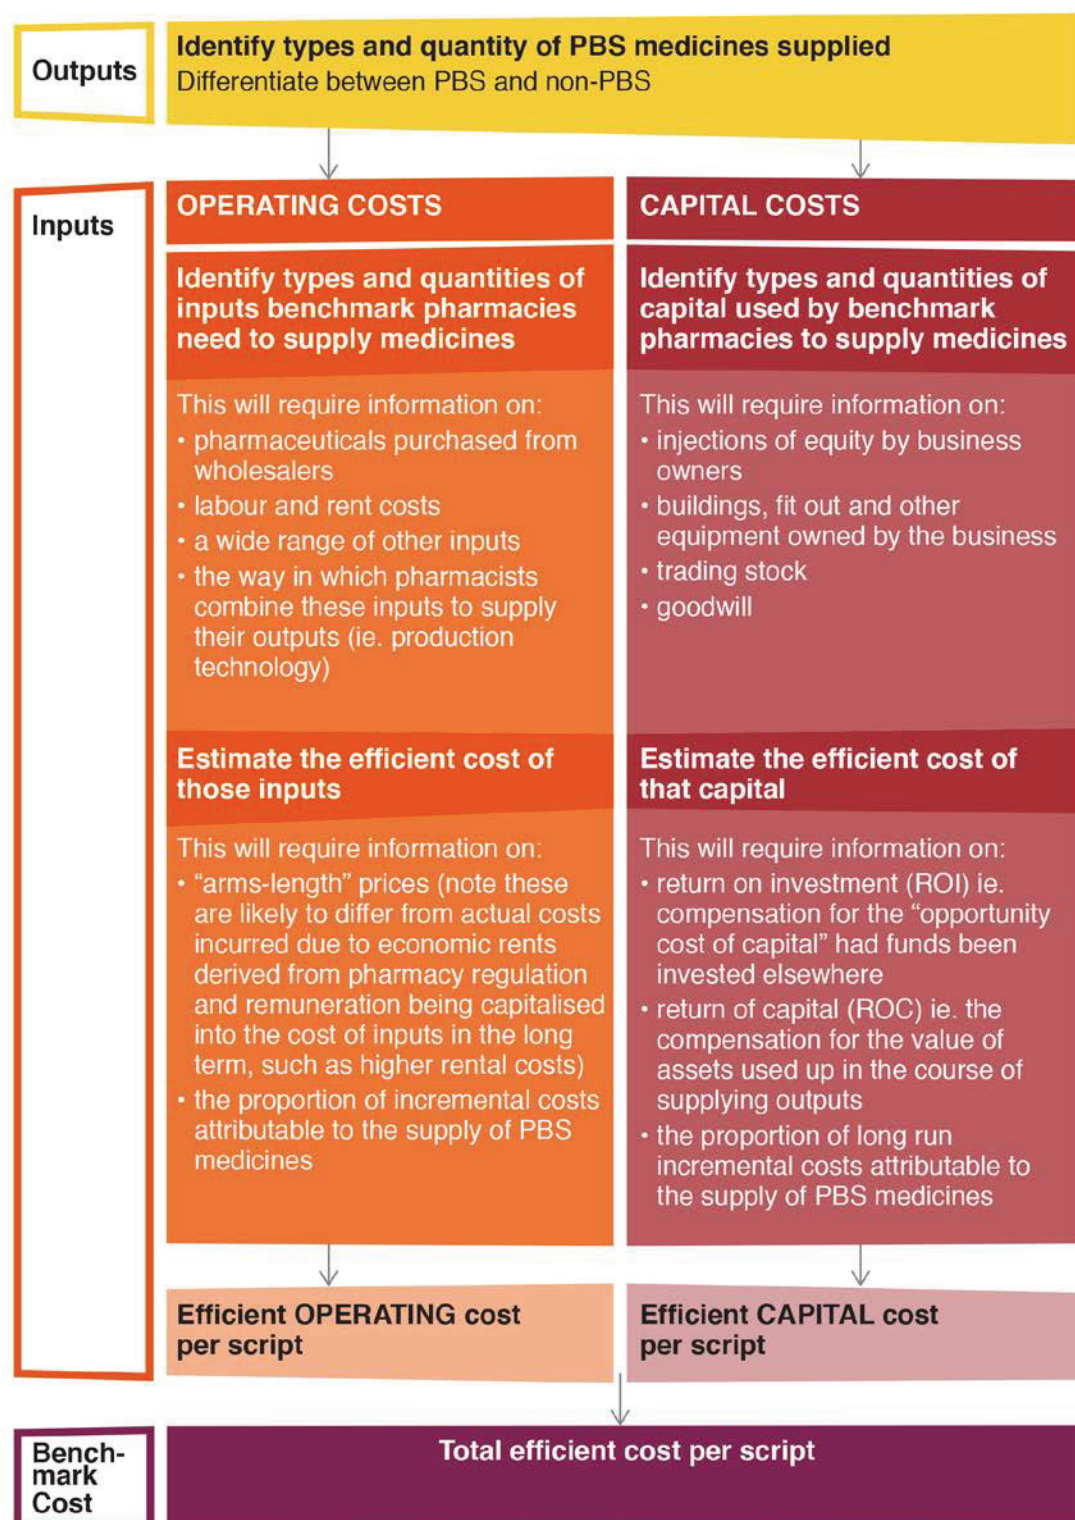 Outputs
Identify types and quantity of PBS medicines supplied
Differentiate between PBS and non-PBS
Inputs
OPERATING COSTS
Identify types and quantities of
inputs benchmark pharmacies
need to supply medicines
This will require information on:
• pharmaceuticals purchased from
wholesalers
• labour and rent costs
• a wide range of other inputs
• the way in which pharmacists
combine these inputs to supply
their outputs (ie. production
technology)
Estimate the efficient cost of
those inputs
This will require information on:
• “arms-length” prices (note these
are likely to differ from actual costs
incurred due to economic rents
derived from pharmacy regulation
and remuneration being capitalised
into the cost of inputs in the long
term, such as higher rental costs)
• the proportion of incremental costs
attributable to the supply of PBS
medicines
Efficient OPERATING cost
per script
CAPITAL COSTS
Identify types and quantities of
capital used by benchmark
pharmacies to supply medicines
This will require information on:
• injections of equity by business
owners
• buildings, fit out and other
equipment owned by the business
• trading stock
• goodwill
Estimate the efficient cost of
that capital
This will require information on:
• return on investment (ROI) ie.
compensation for the “opportunity
cost of capital” had funds been
invested elsewhere
• return of capital (ROC) ie. the
compensation for the value of
assets used up in the course of
supplying outputs
• the proportion of long run
incremental costs attributable to
the supply of PBS medicines
Efficient CAPITAL cost
per script
Bench-
mark
Cost
Total efficient cost per script